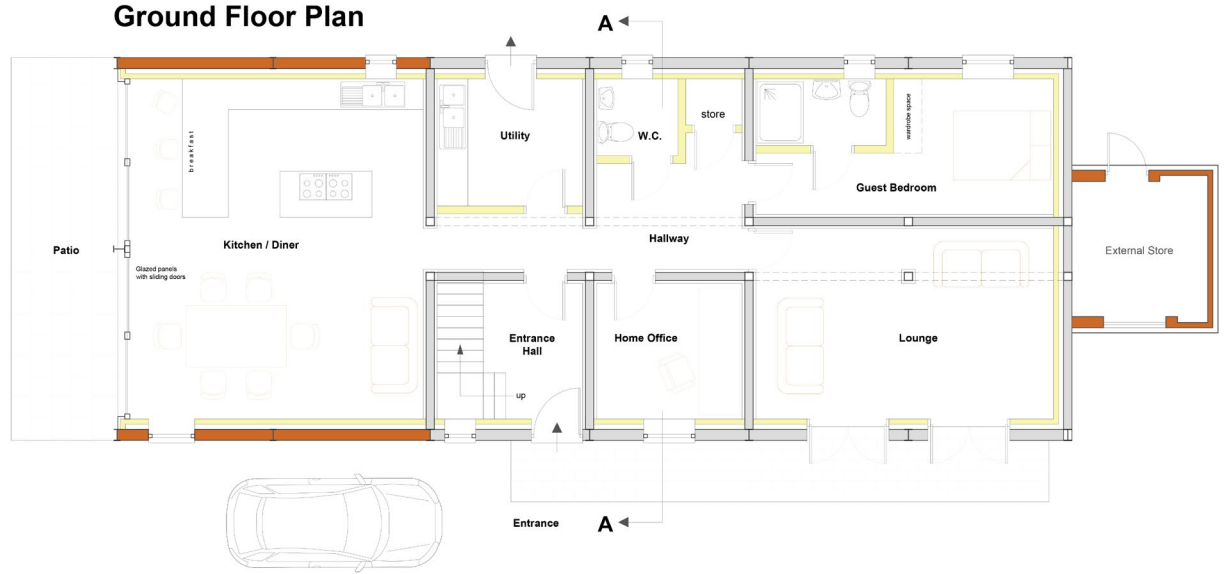 Ground Floor Plan
A
breakfast
Utility
W.C.
store
wardrobe space
Guest Bedroom
Patio
Kitchen / Diner
Hallway
External Store
Glazed panels
with sliding doors
Entrance
Hall
Home Office
Lounge
up
Entrance
A